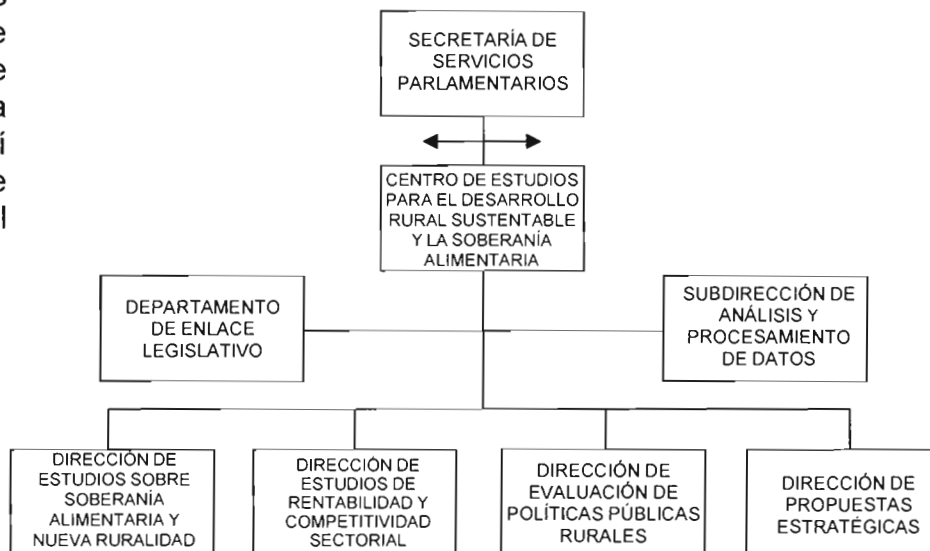 SECRETARÍA DE
SERVICIOS
PARLAMENTARIOS
CENTRO DE ESTUDIOS
PARA EL DESARROLLO
RURAL SUSTENTABLE
Y LA SOBERANÍA
ALIMENTARIA
DEPARTAMENTO
DE ENLACE
LEGISLATIVO
SUBDIRECCIÓN DE
ANÁLISIS Y
PROCESAMIENTO
DE DATOS
DIRECCIÓN DE
ESTUDIOS SOBRE
SOBERANÍA
ALIMENTARIA Y
NUEVA RURALIDAD
DIRECCIÓN DE
ESTUDIOS DE
RENTABILIDAD Y
COMPETITIVIDAD
SECTORIAL
DIRECCIÓN DE
EVALUACIÓN DE
POLÍTICAS PÚBLICAS
RURALES
DIRECCIÓN DE
PROPUESTAS
ESTRATÉGICAS